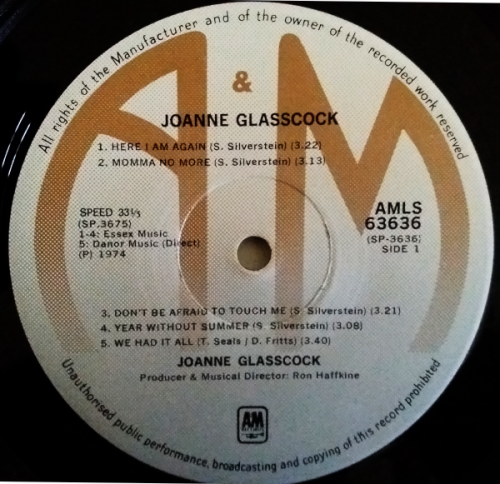 All rights of the Manufacturer and of the owner of the recorded work reserved
A & M
JOANNE GLASSCOCK
1. HERE I AM AGAIN (S. Silverstein) (3.22)
2. MOMMA NO MORE (S. Silverstein) (3.13)
SPEED 33⅓
(SP.3675)
1-4: Essex Music
5: Danor Music (Direct)
(P) 1974
AMLS
63636
(SP-3636)
SIDE 1
3. DON'T BE AFRAID TO TOUCH ME (S. Silverstein) (3.21)
4. YEAR WITHOUT SUMMER (S. Silverstein) (3.08)
5. WE HAD IT ALL (T. Seals / D. Fritts) (3.40)
JOANNE GLASSCOCK
Producer & Musical Director: Ron Haffkine
AM
Unauthorised public performance, broadcasting and copying of this record prohibited